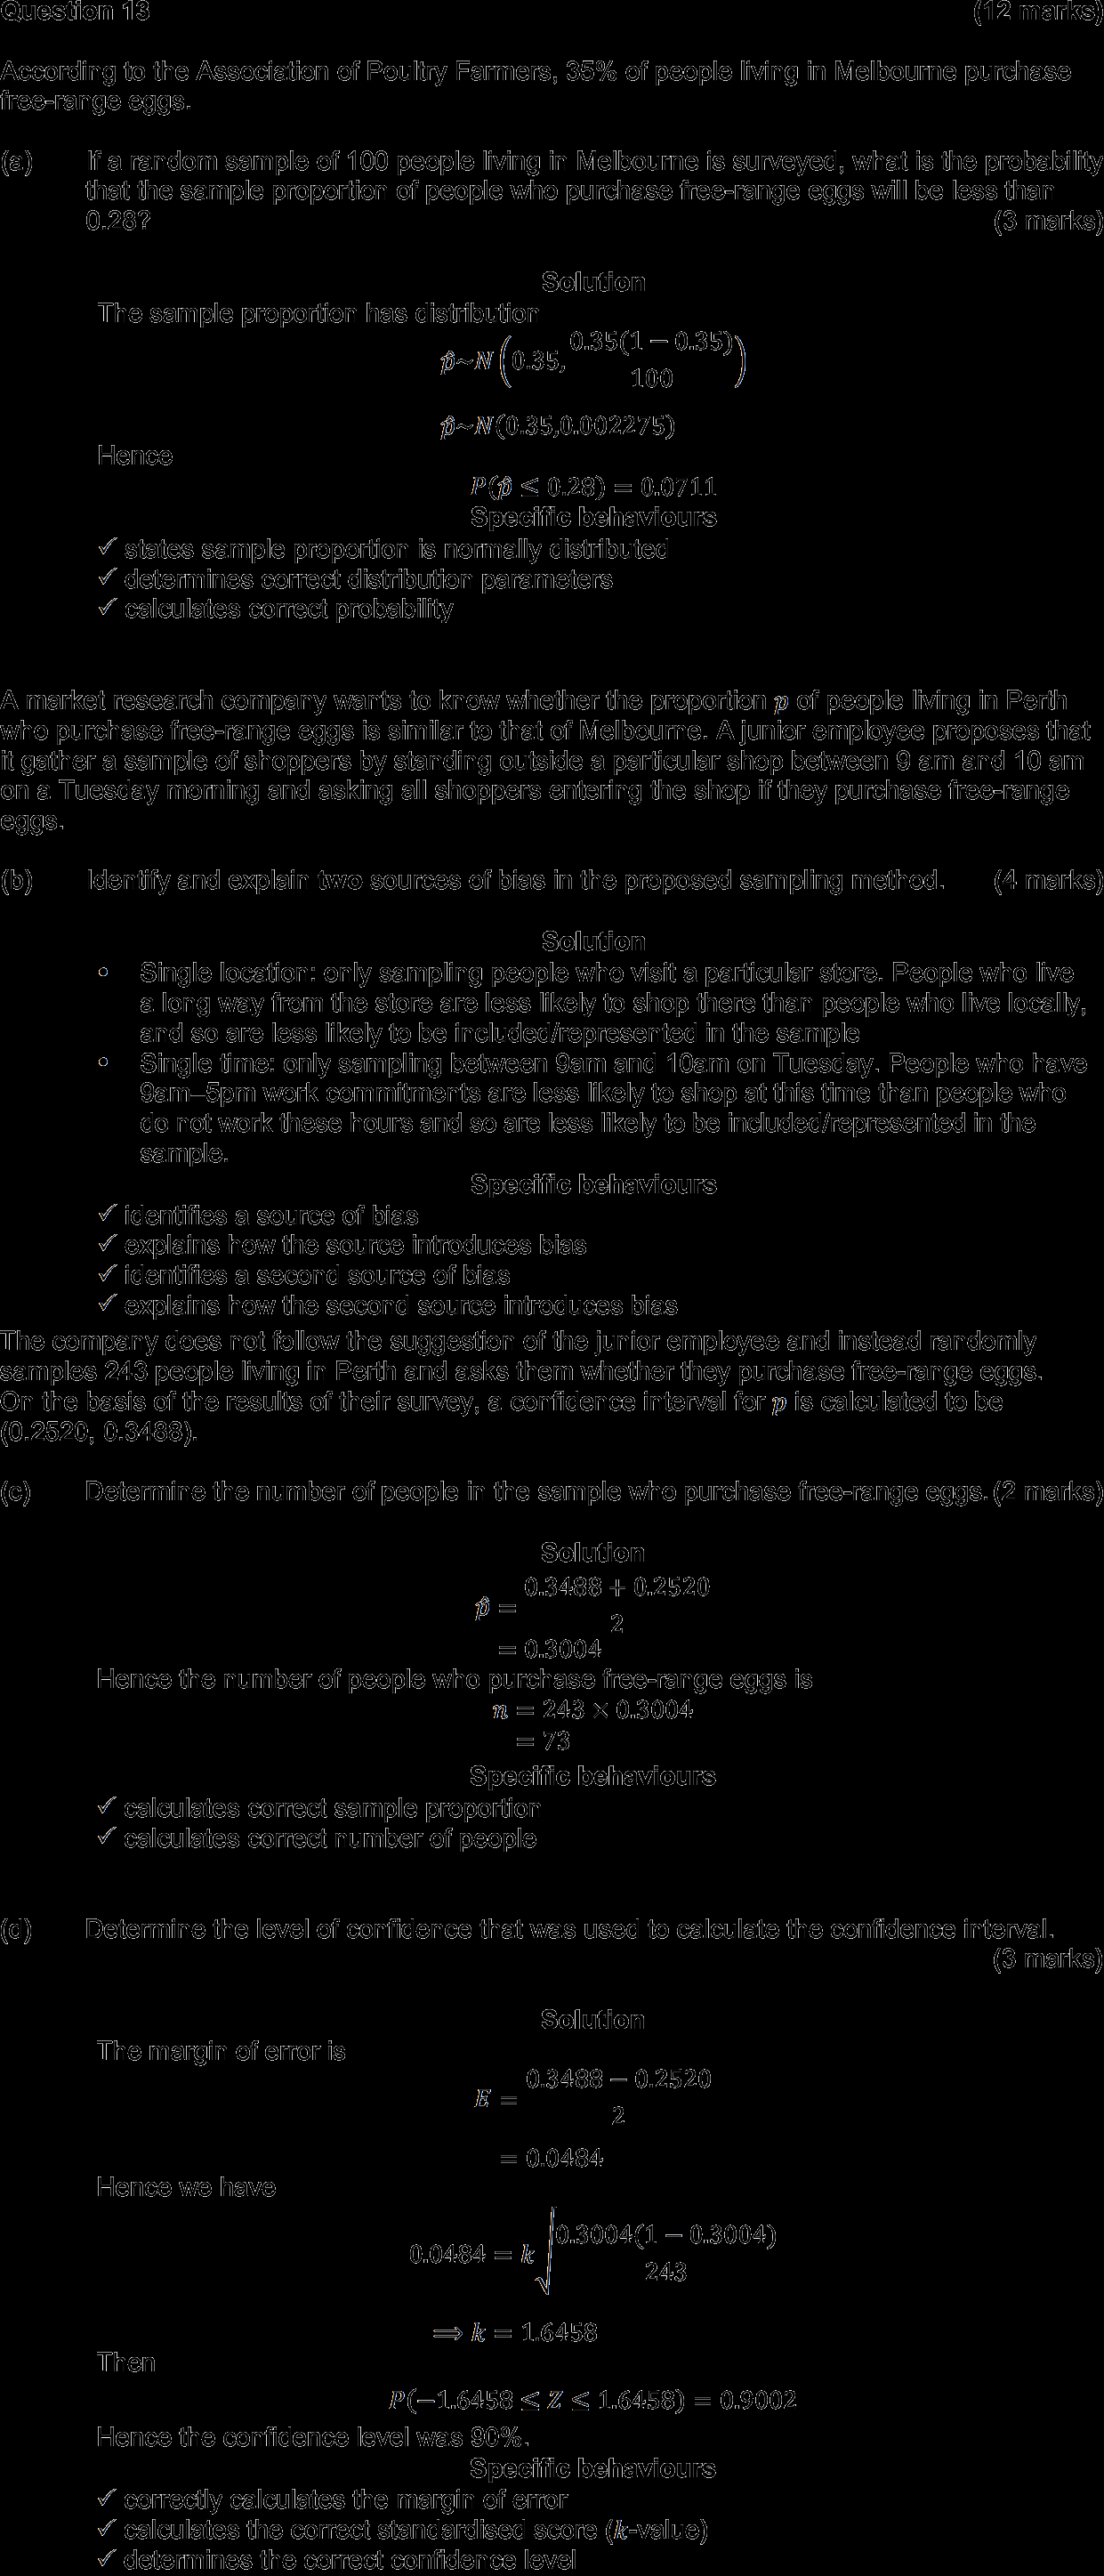 Question 13 (12 marks)
According to the Association of Poultry Farmers, 35% of people living in Melbourne purchase
free-range eggs.
(a) If a random sample of 100 people living in Melbourne is surveyed, what is the probability
that the sample proportion of people who purchase free-range eggs will be less than
0.28? (3 marks)
Solution
The sample proportion has distribution
p̂~N(0.35, 0.35(1 − 0.35)/100)
p̂~N(0.35,0.002275)
Hence
P(p̂ ≤ 0.28) = 0.0711
Specific behaviours
✓ states sample proportion is normally distributed
✓ determines correct distribution parameters
✓ calculates correct probability
A market research company wants to know whether the proportion p of people living in Perth
who purchase free-range eggs is similar to that of Melbourne. A junior employee proposes that
it gather a sample of shoppers by standing outside a particular shop between 9 am and 10 am
on a Tuesday morning and asking all shoppers entering the shop if they purchase free-range
eggs.
(b) Identify and explain two sources of bias in the proposed sampling method. (4 marks)
Solution
• Single location: only sampling people who visit a particular store. People who live
a long way from the store are less likely to shop there than people who live locally,
and so are less likely to be included/represented in the sample
• Single time: only sampling between 9am and 10am on Tuesday. People who have
9am–5pm work commitments are less likely to shop at this time than people who
do not work these hours and so are less likely to be included/represented in the
sample.
Specific behaviours
✓ identifies a source of bias
✓ explains how the source introduces bias
✓ identifies a second source of bias
✓ explains how the second source introduces bias
The company does not follow the suggestion of the junior employee and instead randomly
samples 243 people living in Perth and asks them whether they purchase free-range eggs.
On the basis of the results of their survey, a confidence interval for p is calculated to be
(0.2520, 0.3488).
(c) Determine the number of people in the sample who purchase free-range eggs. (2 marks)
Solution
p̂ = (0.3488 + 0.2520)/2
= 0.3004
Hence the number of people who purchase free-range eggs is
n = 243 × 0.3004
= 73
Specific behaviours
✓ calculates correct sample proportion
✓ calculates correct number of people
(d) Determine the level of confidence that was used to calculate the confidence interval.
(3 marks)
Solution
The margin of error is
E = (0.3488 − 0.2520)/2
= 0.0484
Hence we have
0.0484 = k√(0.3004(1 − 0.3004)/243)
⟹ k = 1.6458
Then
P(−1.6458 ≤ Z ≤ 1.6458) = 0.9002
Hence the confidence level was 90%.
Specific behaviours
✓ correctly calculates the margin of error
✓ calculates the correct standardised score (k-value)
✓ determines the correct confidence level